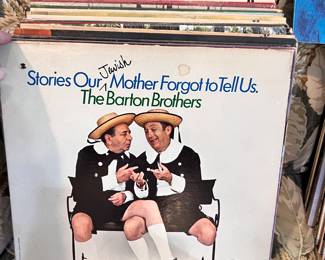 Jewish
Stories Our Mother Forgot to Tell Us.
The Barton Brothers